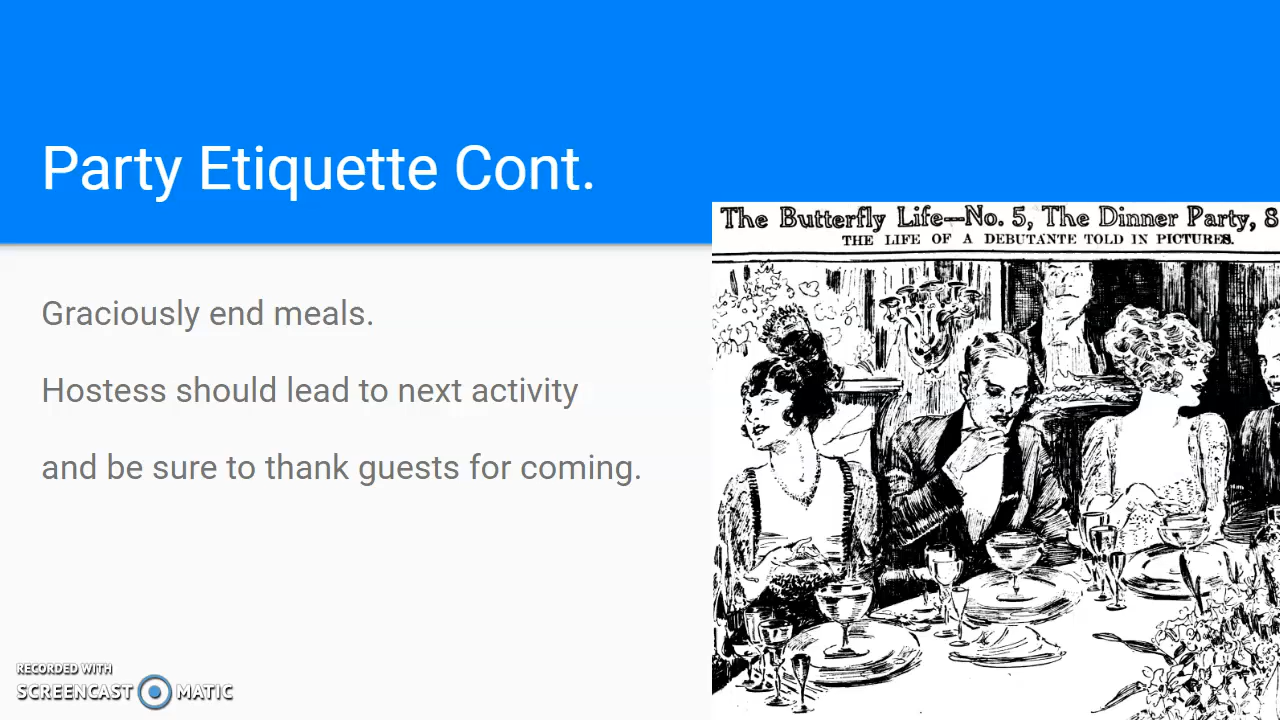 Party Etiquette Cont.
The Butterfly Life—No. 5, The Dinner Party, 8
THE LIFE OF A DEBUTANTE TOLD IN PICTURES.
Graciously end meals.
Hostess should lead to next activity
and be sure to thank guests for coming.
RECORDED WITH
SCREENCAST MATIC